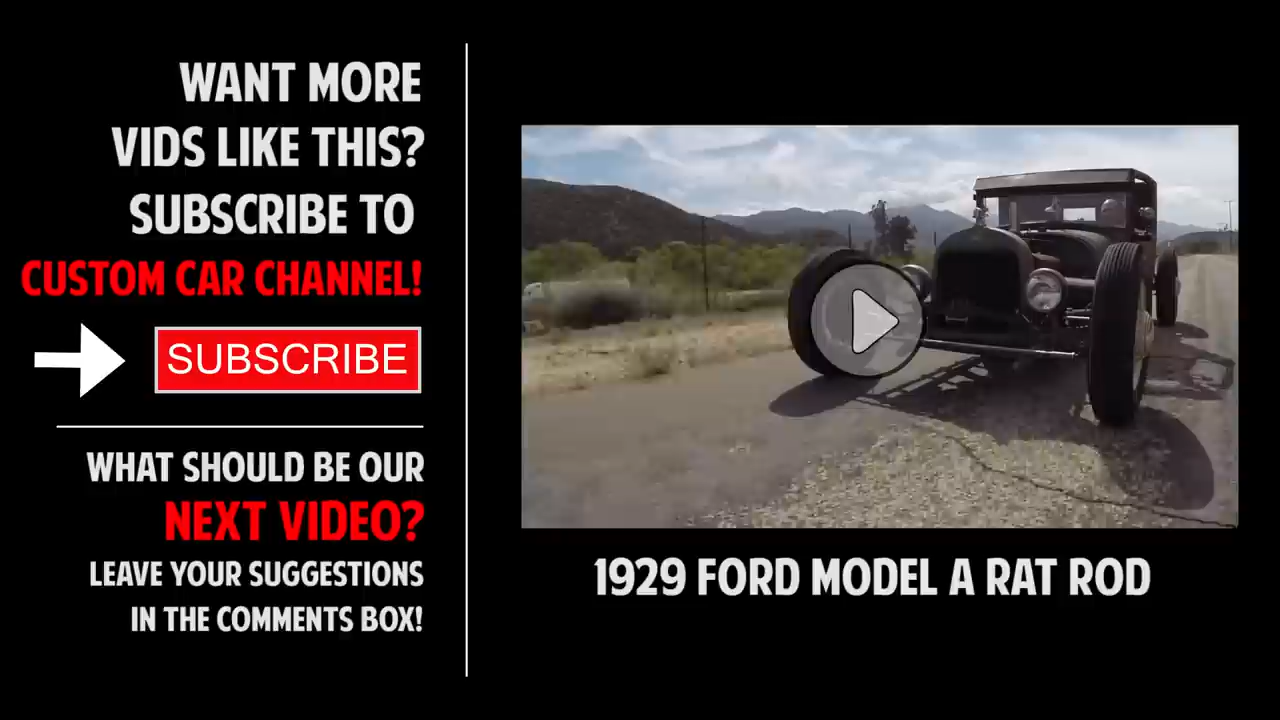 WANT MORE
VIDS LIKE THIS?
SUBSCRIBE TO
CUSTOM CAR CHANNEL!
SUBSCRIBE
WHAT SHOULD BE OUR
NEXT VIDEO?
LEAVE YOUR SUGGESTIONS
IN THE COMMENTS BOX!
1929 FORD MODEL A RAT ROD